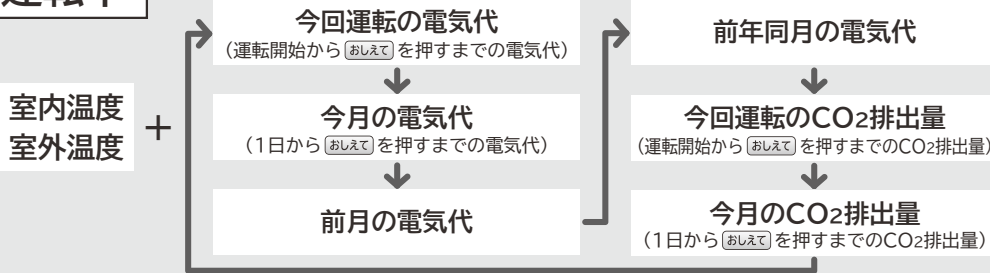 室内温度
室外温度
+
今回運転の電気代
(運転開始から おしえて を押すまでの電気代)
今月の電気代
(1日から おしえて を押すまでの電気代)
前月の電気代
前年同月の電気代
今回運転のCO2排出量
(運転開始から おしえて を押すまでのCO2排出量)
今月のCO2排出量
(1日から おしえて を押すまでのCO2排出量)